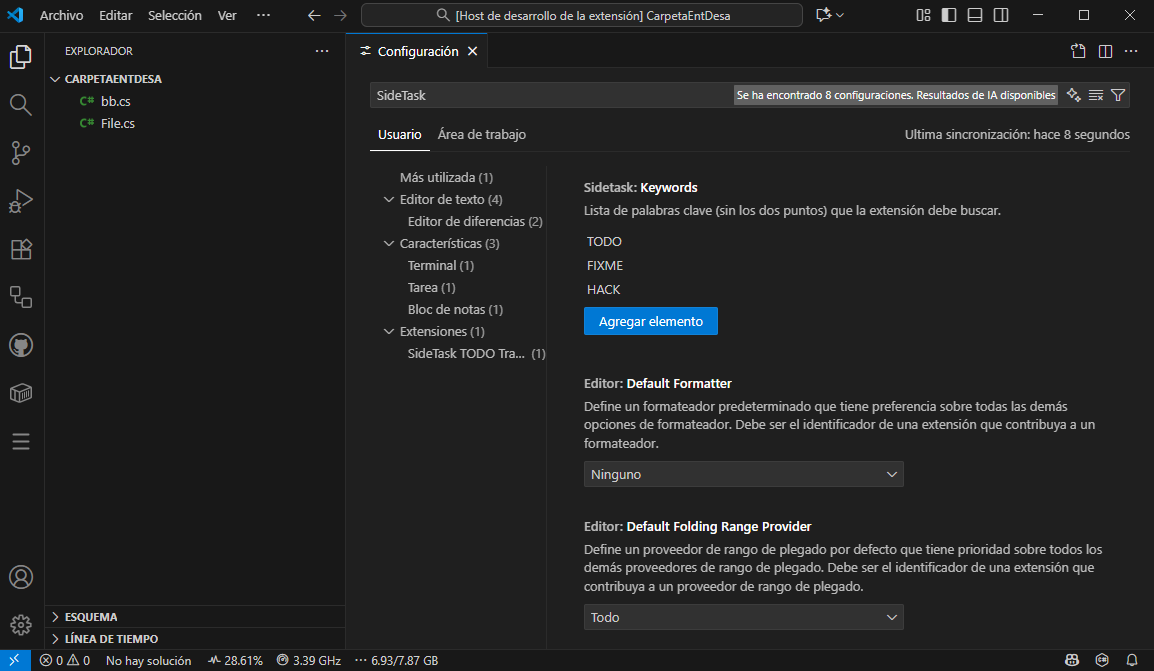 Archivo Editar Selección Ver ··· [Host de desarrollo de la extensión] CarpetaEntDesa
EXPLORADOR ···
CARPETAENTDESA
C# bb.cs
C# File.cs
ESQUEMA
LÍNEA DE TIEMPO
Configuración
SideTask Se ha encontrado 8 configuraciones. Resultados de IA disponibles
Usuario Área de trabajo Ultima sincronización: hace 8 segundos
Más utilizada (1)
Editor de texto (4)
Editor de diferencias (2)
Características (3)
Terminal (1)
Tarea (1)
Bloc de notas (1)
Extensiones (1)
SideTask TODO Tra... (1)
Sidetask: Keywords
Lista de palabras clave (sin los dos puntos) que la extensión debe buscar.
TODO
FIXME
HACK
Agregar elemento
Editor: Default Formatter
Define un formateador predeterminado que tiene preferencia sobre todas las demás
opciones de formateador. Debe ser el identificador de una extensión que contribuya a un
formateador.
Ninguno
Editor: Default Folding Range Provider
Define un proveedor de rango de plegado por defecto que tiene prioridad sobre todos los
demás proveedores de rango de plegado. Debe ser el identificador de una extensión que
contribuya a un proveedor de rango de plegado.
Todo
0 0 No hay solución 28.61% 3.39 GHz ··· 6.93/7.87 GB